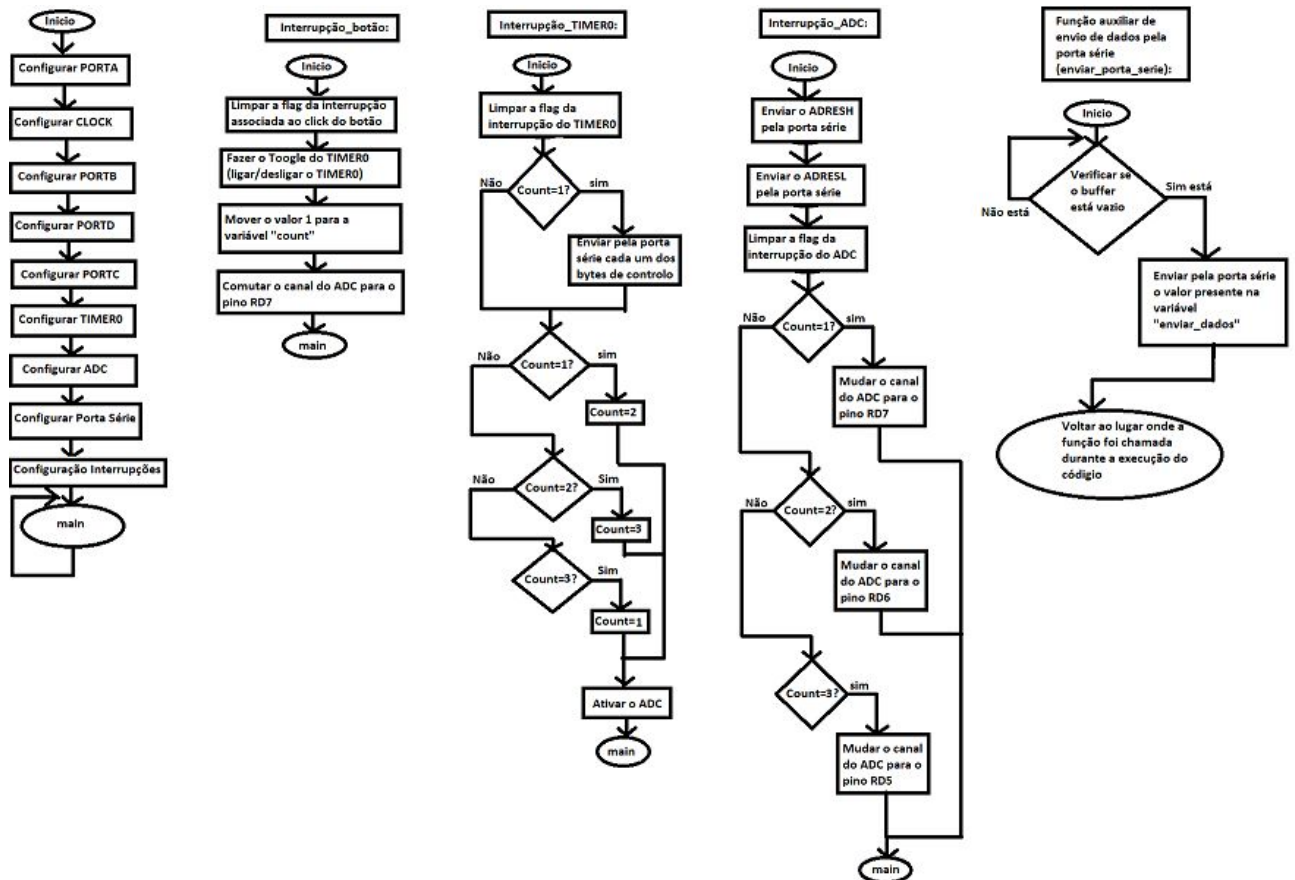 Inicio
Configurar PORTA
Configurar CLOCK
Configurar PORTB
Configurar PORTD
Configurar PORTC
Configurar TIMER0
Configurar ADC
Configurar Porta Série
Configuração Interrupções
main
Interrupção_botão:
Inicio
Limpar a flag da interrupção
associada ao click do botão
Fazer o Toogle do TIMER0
(ligar/desligar o TIMER0)
Mover o valor 1 para a
variável "count"
Comutar o canal do ADC para o
pino RD7
main
Interrupção_TIMER0:
Inicio
Limpar a flag da
interrupção do TIMER0
Não
Count=1?
sim
Enviar pela porta
série cada um dos
bytes de controlo
Não
Count=1?
sim
Count=2
Não
Count=2?
Sim
Count=3
Count=3?
Sim
Count=1
Ativar o ADC
main
Interrupção_ADC:
Inicio
Enviar o ADRESH
pela porta série
Enviar o ADRESL
pela porta série
Limpar a flag da
interrupção do ADC
Não
Count=1?
sim
Mudar o canal
do ADC para o
pino RD7
Não
Count=2?
sim
Mudar o canal
do ADC para o
pino RD6
Count=3?
sim
Mudar o canal
do ADC para o
pino RD5
main
Função auxiliar de
envio de dados pela
porta série
(enviar_porta_serie):
Inicio
Verificar se
o buffer
está vazio
Não está
Sim está
Enviar pela porta série
o valor presente na
variável
"enviar_dados"
Voltar ao lugar onde a
função foi chamada
durante a execução do
códigio